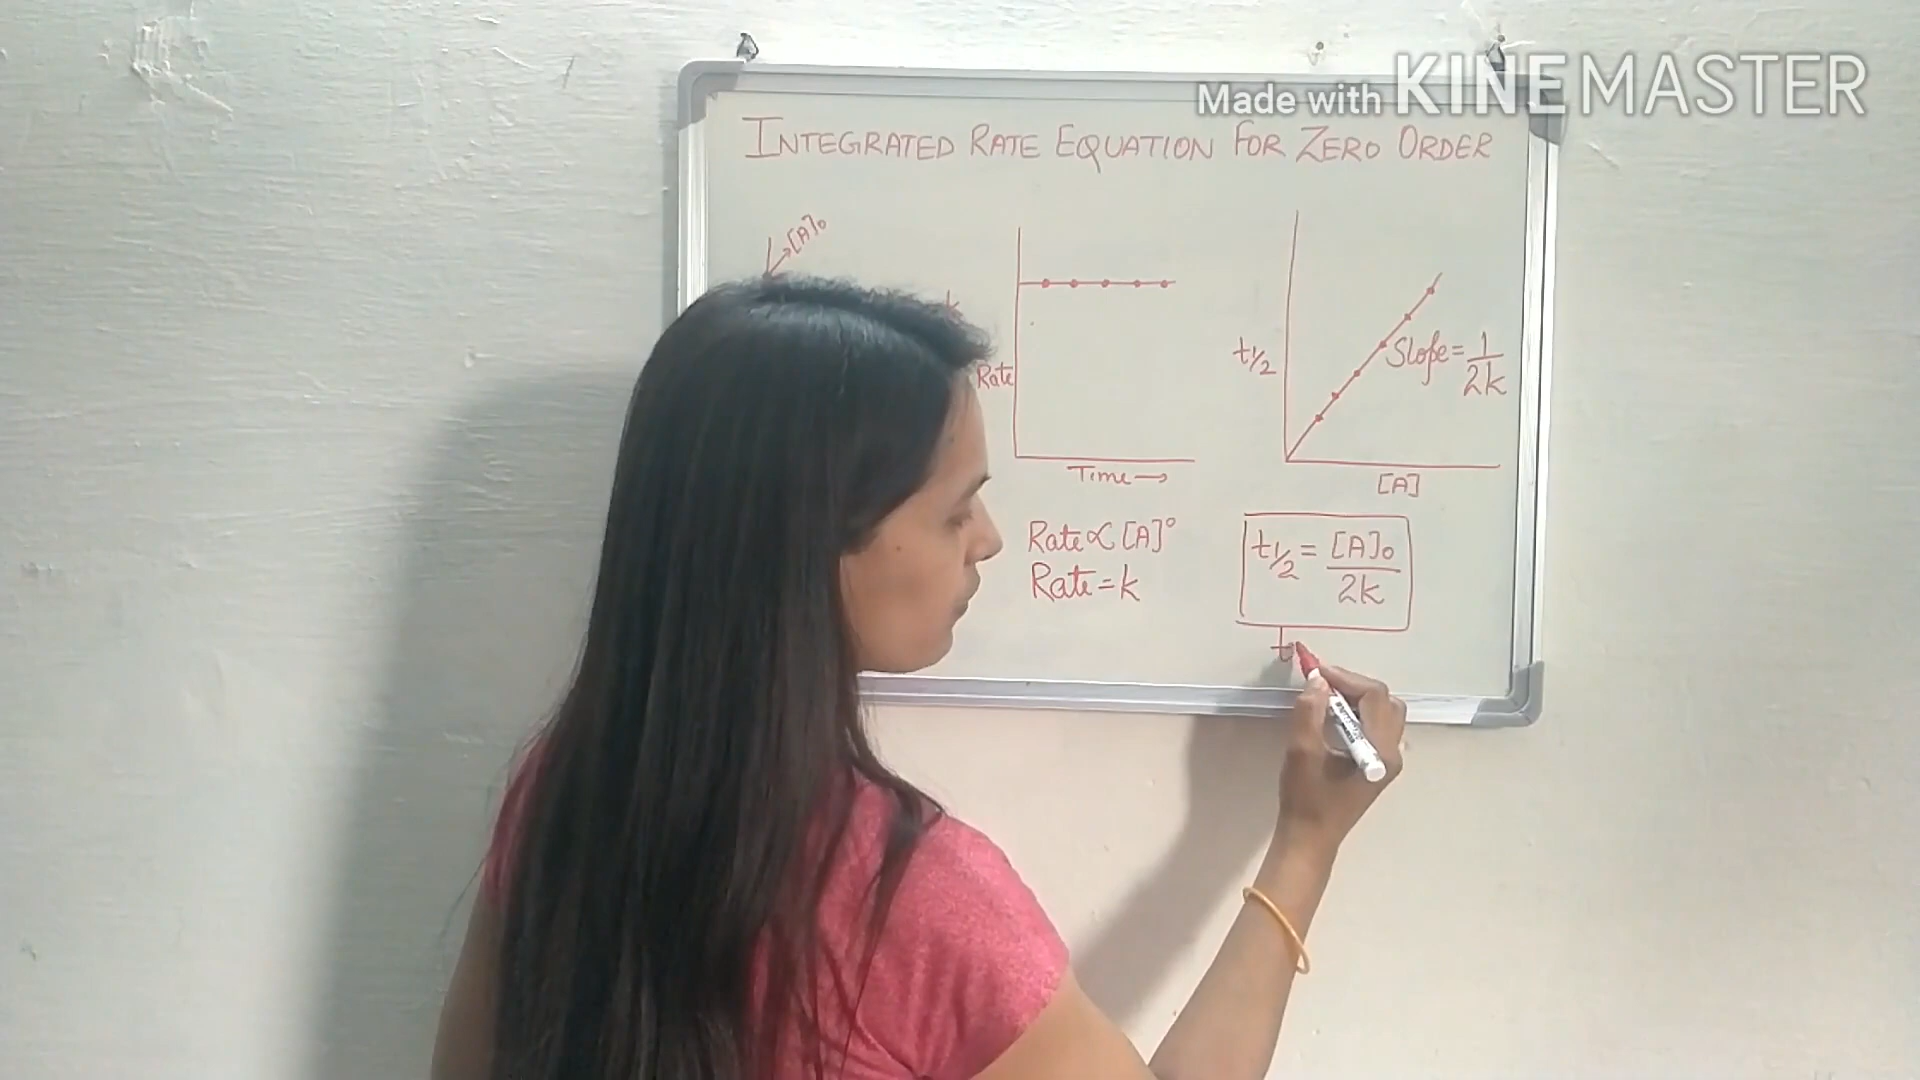 Made with KINEMASTER
INTEGRATED RATE EQUATION FOR ZERO ORDER
[A]₀
Rate
Time →
t1/2
Slope = 1/2k
[A]
Rate ∝ [A]⁰
Rate = k
t1/2 = [A]₀/2k
t